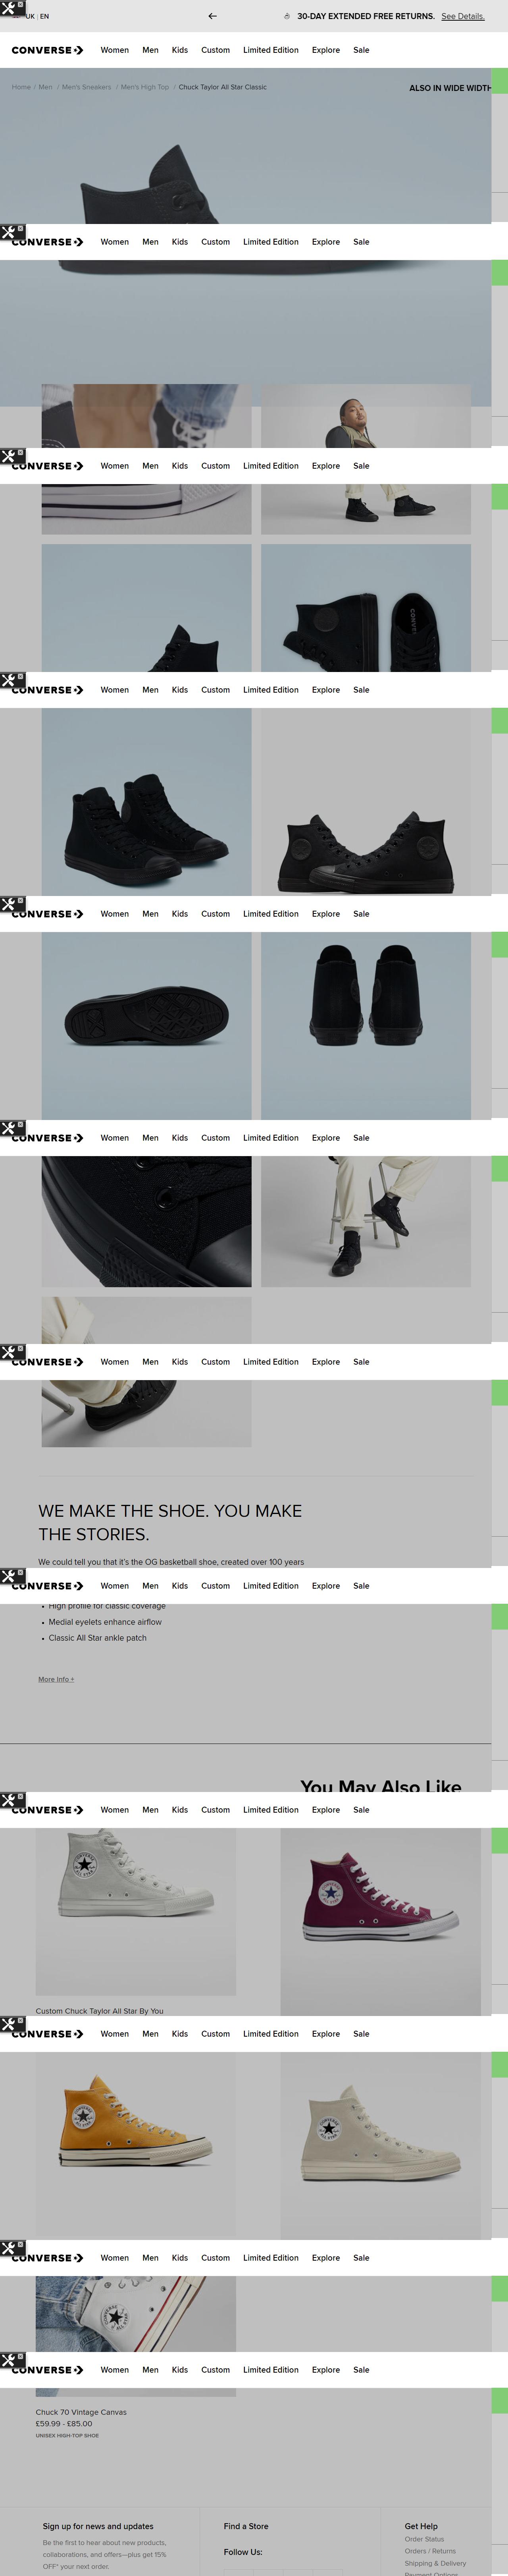 UK | EN
30-DAY EXTENDED FREE RETURNS. See Details.
CONVERSE Women Men Kids Custom Limited Edition Explore Sale
Home / Men / Men's Sneakers / Men's High Top / Chuck Taylor All Star Classic
ALSO IN WIDE WIDTH
CONVERSE Women Men Kids Custom Limited Edition Explore Sale
CONVERSE Women Men Kids Custom Limited Edition Explore Sale
CONVERSE Women Men Kids Custom Limited Edition Explore Sale
CONVERSE Women Men Kids Custom Limited Edition Explore Sale
CONVERSE Women Men Kids Custom Limited Edition Explore Sale
CONVERSE Women Men Kids Custom Limited Edition Explore Sale
WE MAKE THE SHOE. YOU MAKE
THE STORIES.
We could tell you that it's the OG basketball shoe, created over 100 years
CONVERSE Women Men Kids Custom Limited Edition Explore Sale
• High profile for classic coverage
• Medial eyelets enhance airflow
• Classic All Star ankle patch
More info +
You May Also Like
CONVERSE Women Men Kids Custom Limited Edition Explore Sale
Custom Chuck Taylor All Star By You
CONVERSE Women Men Kids Custom Limited Edition Explore Sale
CONVERSE Women Men Kids Custom Limited Edition Explore Sale
CONVERSE Women Men Kids Custom Limited Edition Explore Sale
Chuck 70 Vintage Canvas
£59.99 - £85.00
UNISEX HIGH-TOP SHOE
Sign up for news and updates
Be the first to hear about new products,
collaborations, and offers—plus get 15%
OFF* your next order.
Find a Store
Follow Us:
Get Help
Order Status
Orders / Returns
Shipping & Delivery
Payment Options